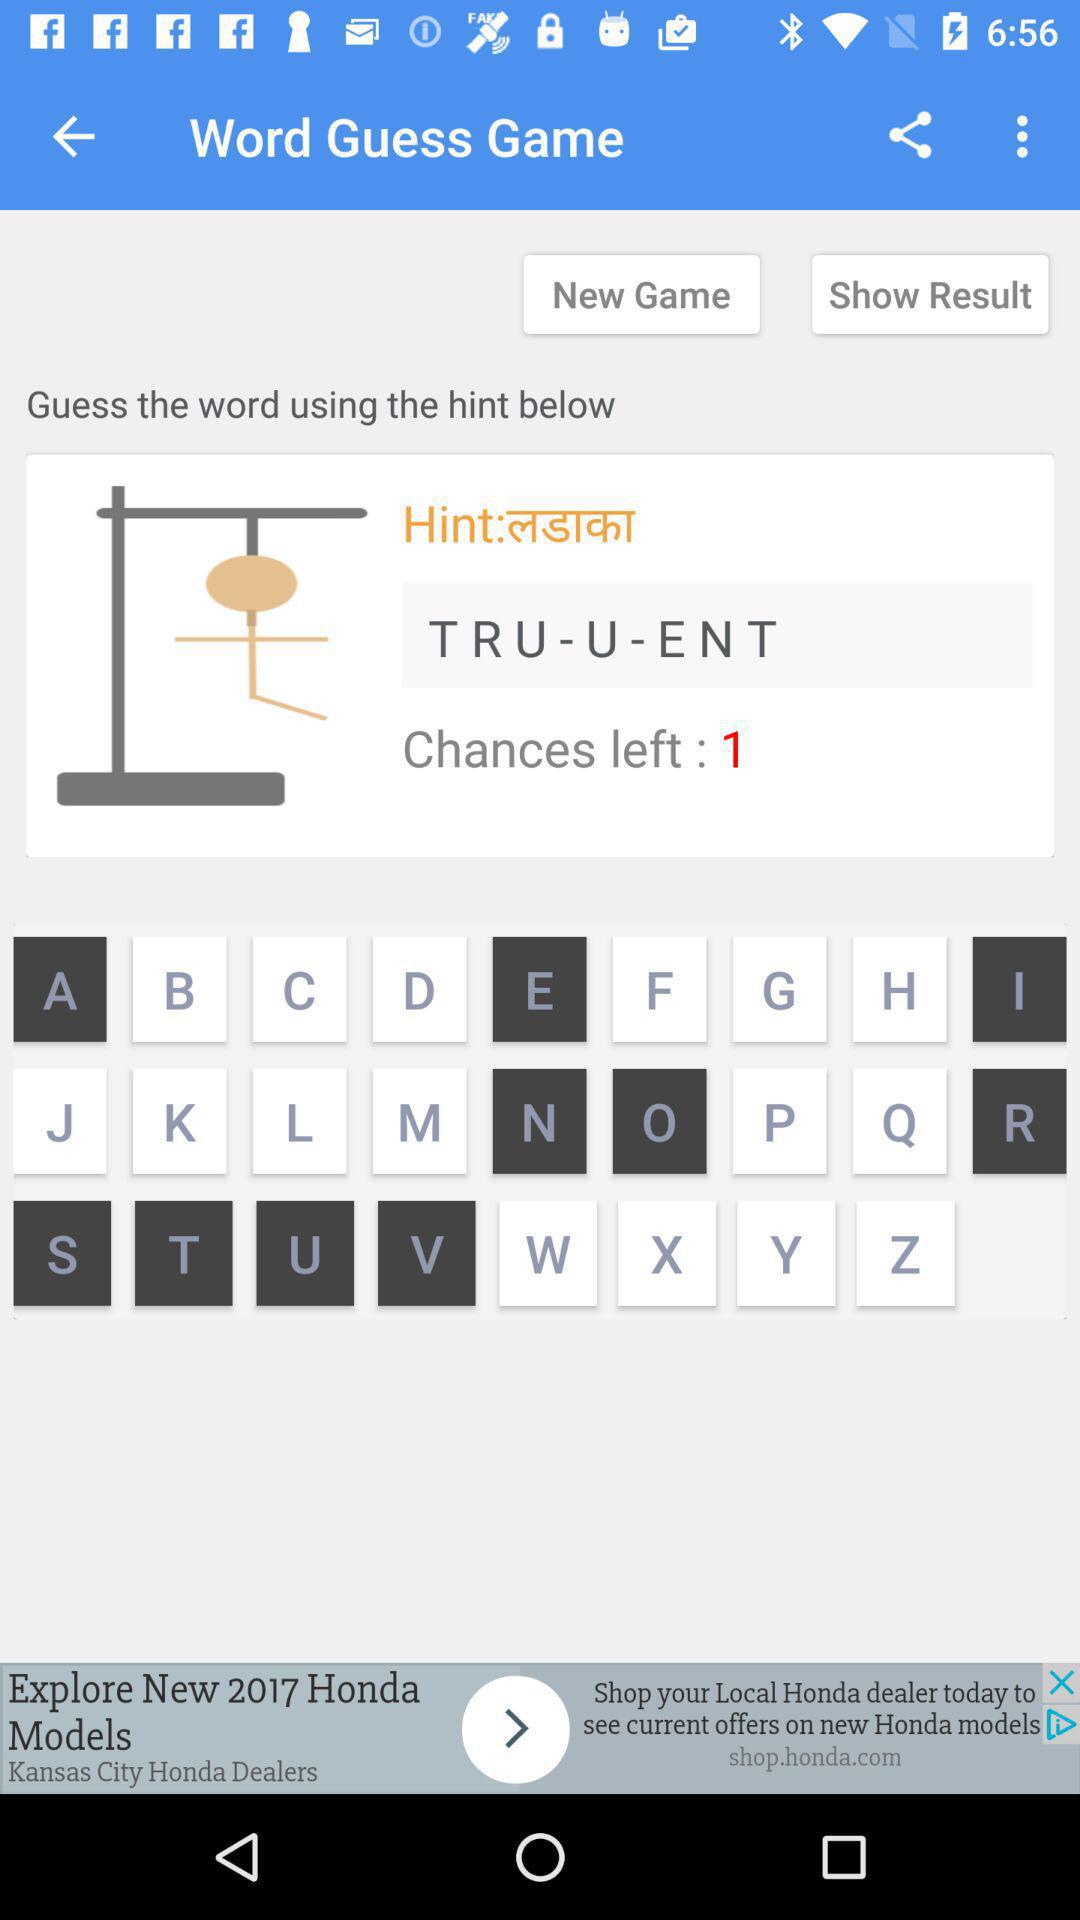 FAKE
6:56
Word Guess Game
New Game
Show Result
Guess the word using the hint below
Hint:लडाका
T R U - U - E N T
Chances left : 1
A B C D E F G H I
J K L M N O P Q R
S T U V W X Y Z
Explore New 2017 Honda
Models
Kansas City Honda Dealers
Shop your Local Honda dealer today to
see current offers on new Honda models
shop.honda.com